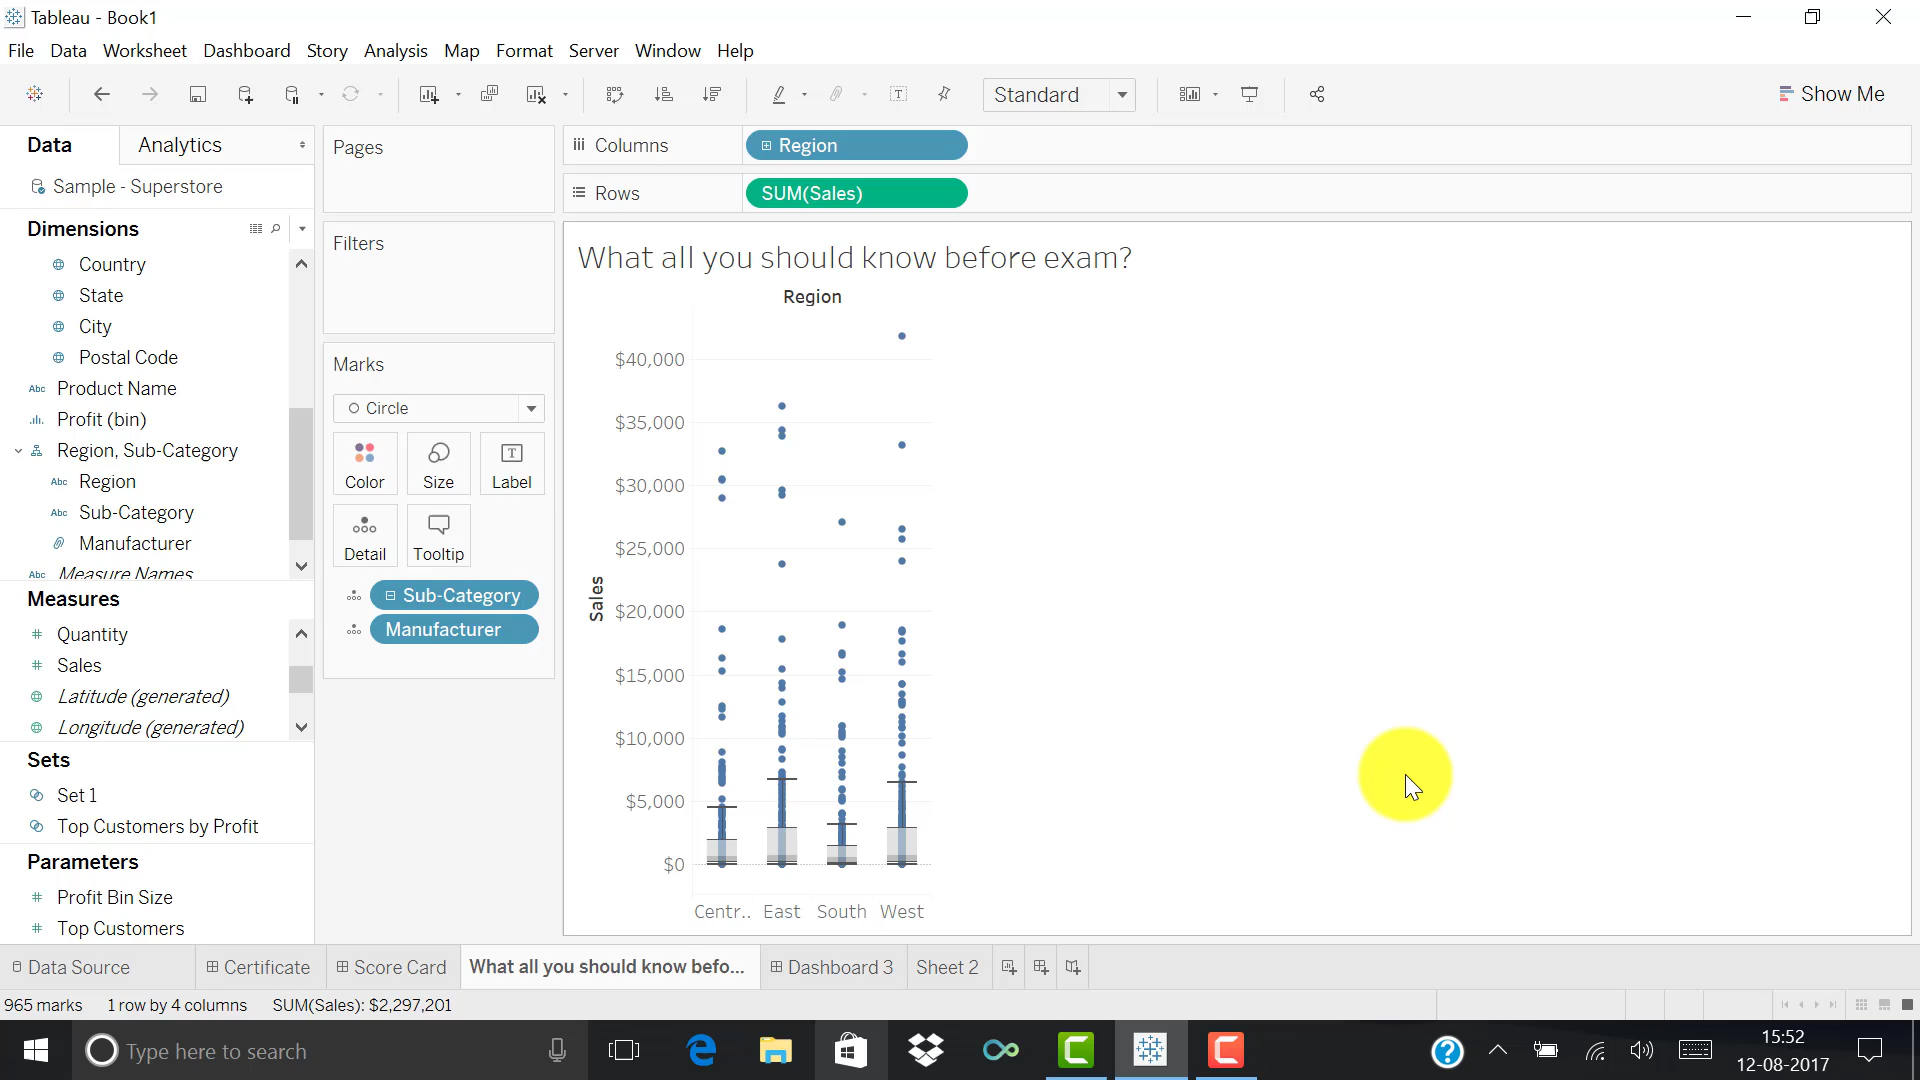 Tableau - Book1
File Data Worksheet Dashboard Story Analysis Map Format Server Window Help
Standard
Show Me
Data
Analytics
Sample - Superstore
Dimensions
Country
State
City
Postal Code
Abc Product Name
Profit (bin)
Region, Sub-Category
Abc Region
Abc Sub-Category
Manufacturer
Abc Measure Names
Measures
# Quantity
# Sales
Latitude (generated)
Longitude (generated)
Sets
Set 1
Top Customers by Profit
Parameters
# Profit Bin Size
# Top Customers
Pages
Filters
Marks
Circle
Color
Size
Label
Detail
Tooltip
Sub-Category
Manufacturer
Columns
Region
Rows
SUM(Sales)
What all you should know before exam?
Region
Sales
$40,000
$35,000
$30,000
$25,000
$20,000
$15,000
$10,000
$5,000
$0
Centr.. East South West
Data Source
Certificate
Score Card
What all you should know befo...
Dashboard 3
Sheet 2
965 marks 1 row by 4 columns SUM(Sales): $2,297,201
Type here to search
15:52
12-08-2017